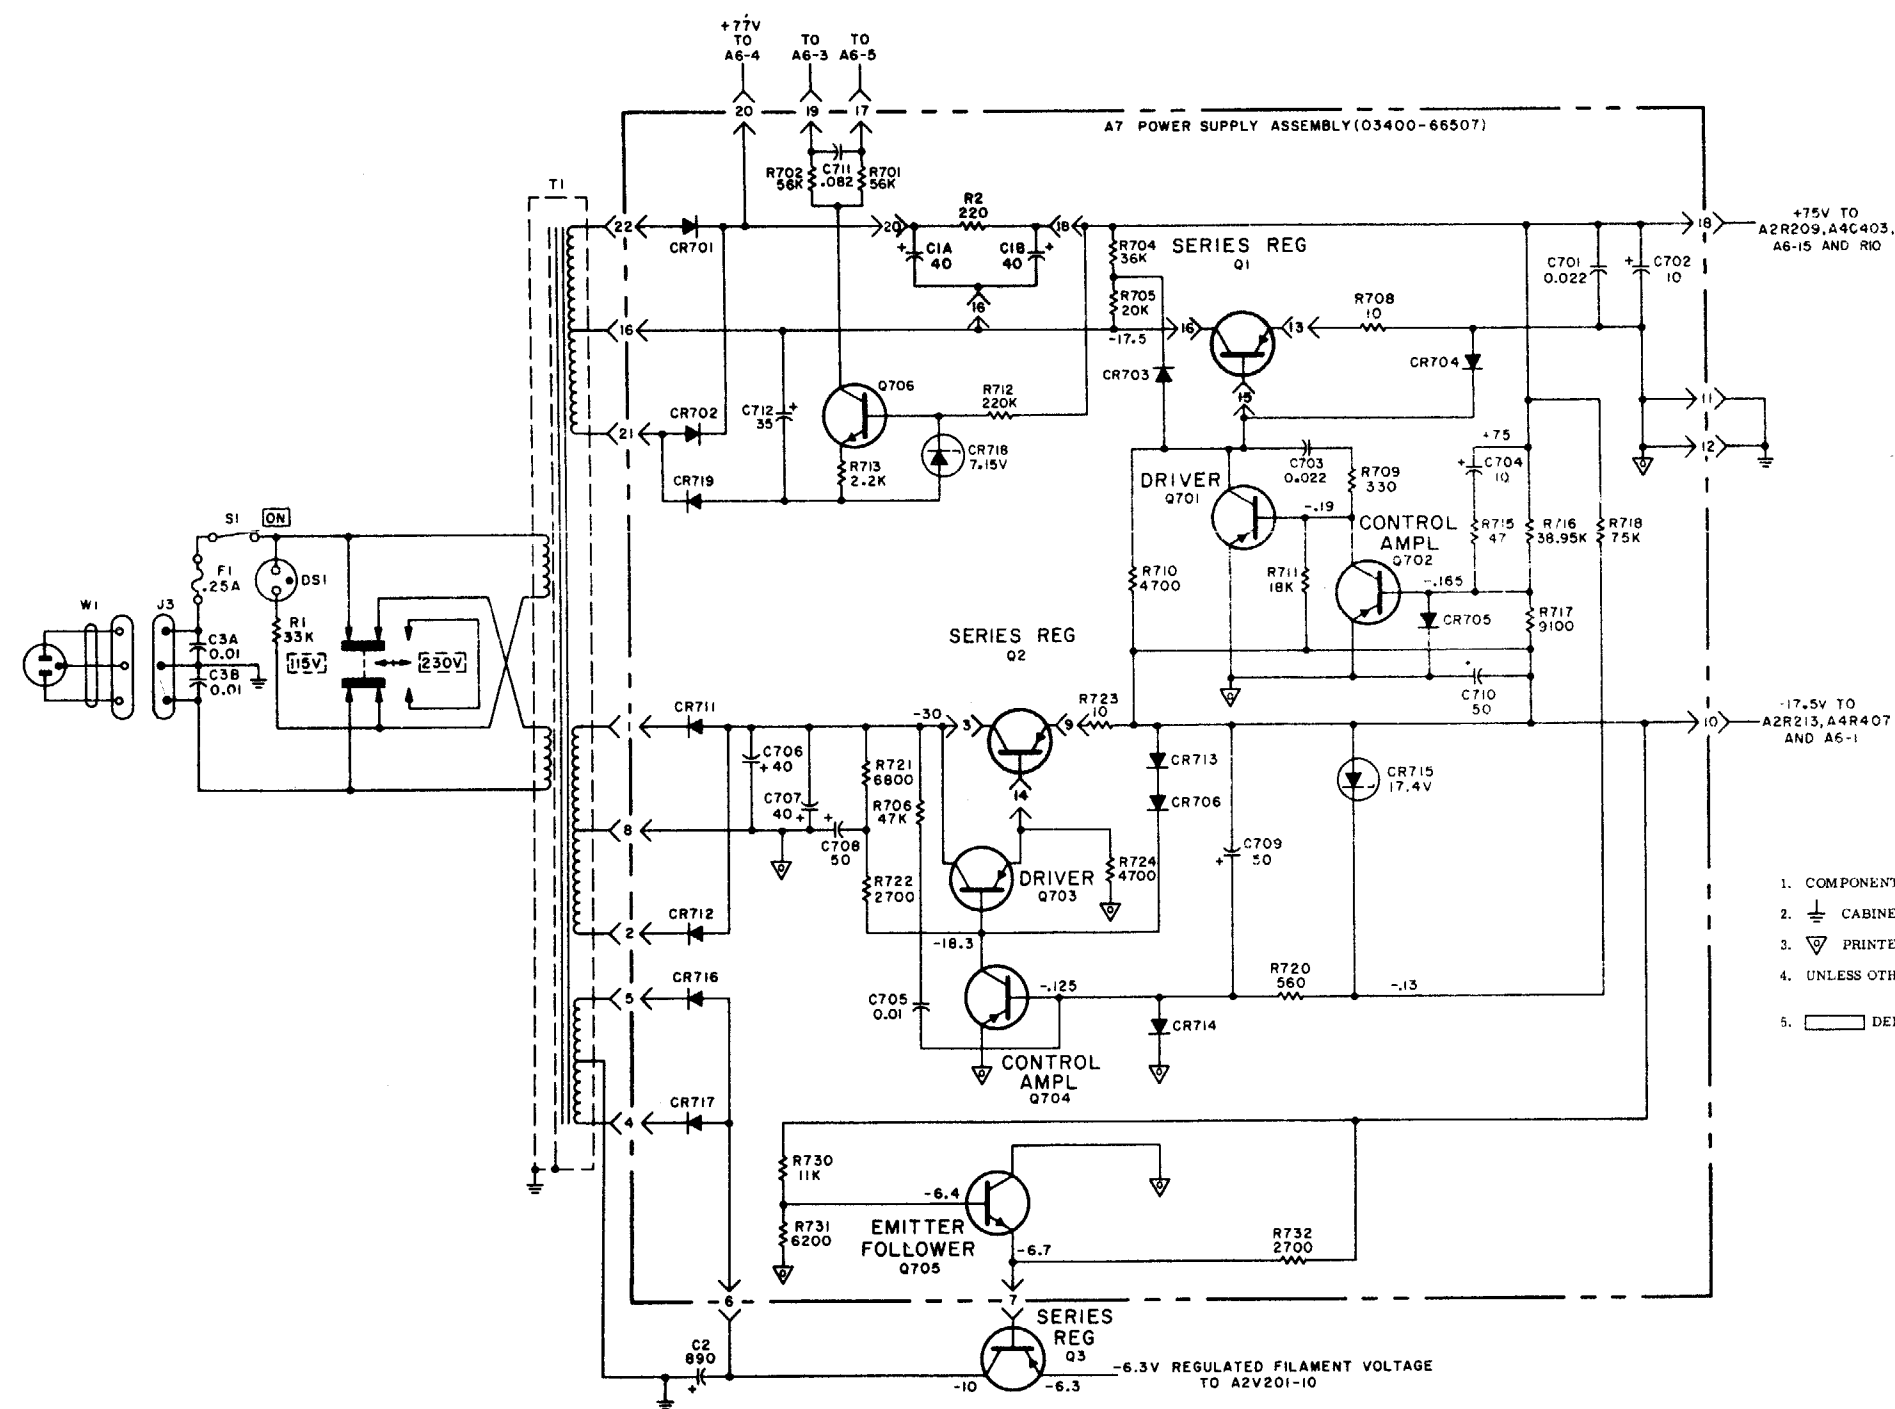 +77V
TO
A6-4
TO
A6-3
TO
A6-5
20
19
17
A7 POWER SUPPLY ASSEMBLY(03400-66507)
R702
56K
C711
.082
R701
56K
T1
22
CR701
20
R2
220
C1A
40
C1B
40
18
R704
36K
SERIES REG
Q1
C701
0.022
C702
10
18
+75V TO
A2R209,A4C403,
A6-15 AND R10
16
16
R705
20K
-17.5
16
13
R708
10
CR703
CR704
15
11
12
21
CR702
C712
35
Q706
R712
220K
CR718
7.15V
R713
2.2K
CR719
+75
C703
0.022
R709
330
C704
10
DRIVER
Q701
-.19
CONTROL
AMPL
Q702
R715
47
R716
38.95K
R718
75K
R710
4700
R711
18K
-.165
CR705
R717
9100
C710
50
S1
ON
F1
.25A
DS1
W1
J3
C3A
0.01
C3B
0.01
R1
33K
115V
230V
SERIES REG
Q2
1
CR711
-30
3
9
R723
10
10
-17.5V TO
A2R213,A4R407
AND A6-1
C706
40
C707
40
R721
6800
R706
47K
14
CR713
CR706
CR715
17.4V
8
C708
50
R722
2700
DRIVER
Q703
R724
4700
C709
50
2
CR712
-18.3
5
CR716
C705
0.01
-.125
R720
560
-.13
CR714
CONTROL
AMPL
Q704
4
CR717
1. COMPONENT
2. CABINE
3. PRINTE
4. UNLESS OTH
5. DE
R730
11K
-6.4
R731
6200
EMITTER
FOLLOWER
Q705
-6.7
R732
2700
6
7
SERIES
REG
Q3
C2
890
-10
-6.3
-6.3V REGULATED FILAMENT VOLTAGE
TO A2V201-10